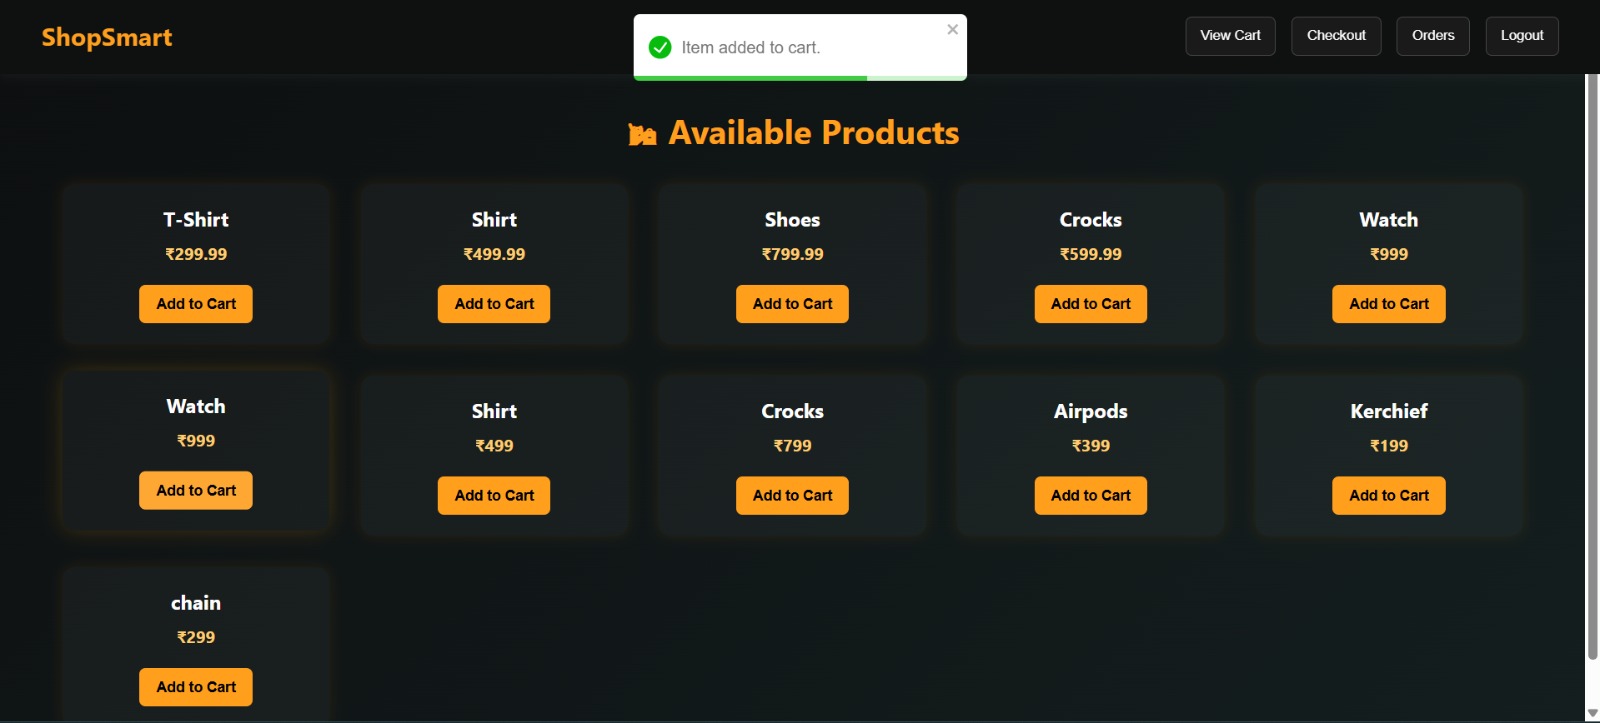 ShopSmart
Item added to cart.
View Cart
Checkout
Orders
Logout
Available Products
T-Shirt
₹299.99
Add to Cart
Shirt
₹499.99
Add to Cart
Shoes
₹799.99
Add to Cart
Crocks
₹599.99
Add to Cart
Watch
₹999
Add to Cart
Watch
₹999
Add to Cart
Shirt
₹499
Add to Cart
Crocks
₹799
Add to Cart
Airpods
₹399
Add to Cart
Kerchief
₹199
Add to Cart
chain
₹299
Add to Cart